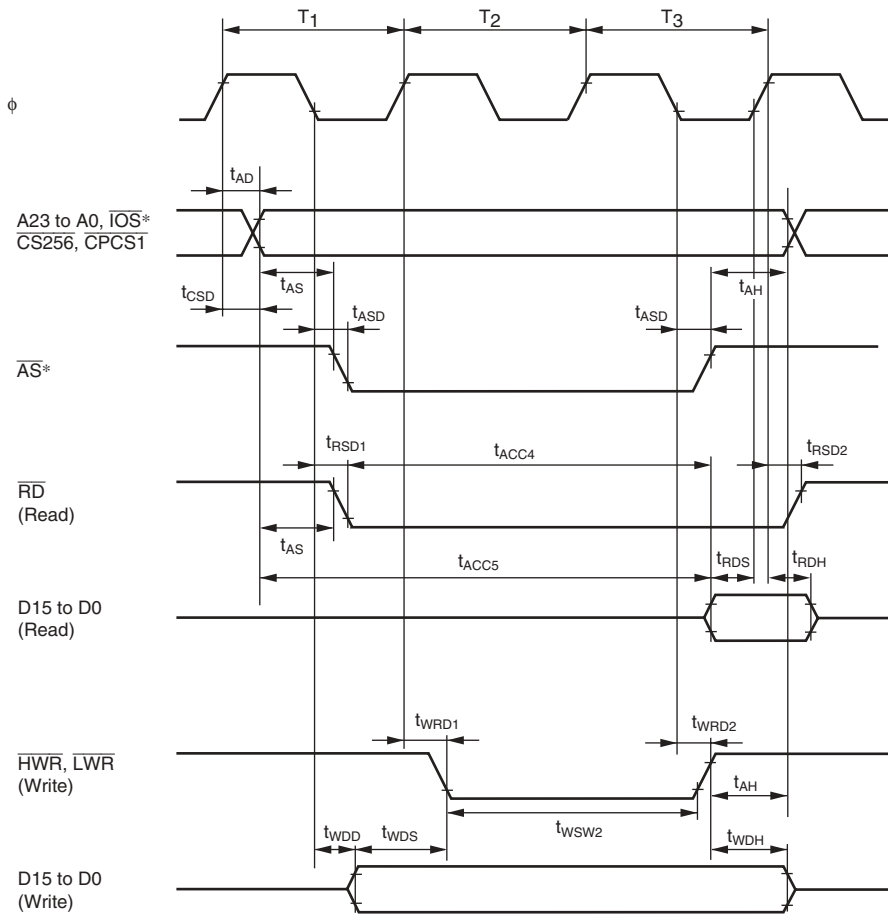 T1 T2 T3
ϕ
tAD
A23 to A0, IOS*
CS256, CPCS1
tAS tAH
tCSD
tASD tASD
AS*
tRSD1 tACC4 tRSD2
RD
(Read)
tAS
tACC5 tRDS tRDH
D15 to D0
(Read)
tWRD1 tWRD2
HWR, LWR
(Write)
tAH
tWSW2
tWDD tWDS tWDH
D15 to D0
(Write)